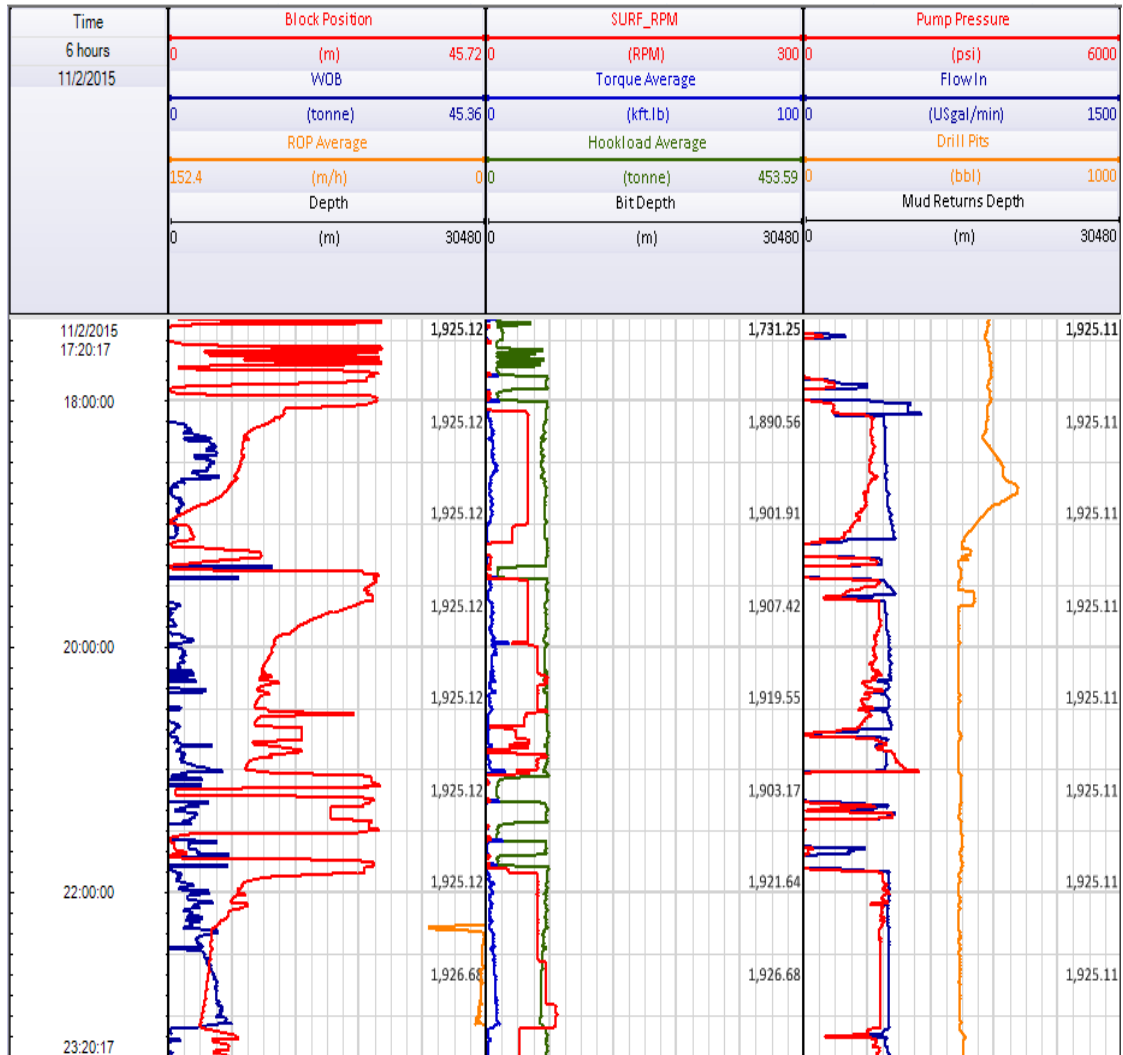 Time
6 hours
11/2/2015
Block Position
0 (m) 45.72
WOB
0 (tonne) 45.36
ROP Average
152.4 (m/h) 0
Depth
0 (m) 30480
SURF_RPM
0 (RPM) 300
Torque Average
0 (kft.lb) 100
Hookload Average
0 (tonne) 453.59
Bit Depth
0 (m) 30480
Pump Pressure
0 (psi) 6000
Flow In
0 (USgal/min) 1500
Drill Pits
0 (bbl) 1000
Mud Returns Depth
0 (m) 30480
11/2/2015 1,925.12 1,731.25 1,925.11
17:20:17
18:00:00
1,925.12 1,890.56 1,925.11
1,925.12 1,901.91 1,925.11
1,925.12 1,907.42 1,925.11
20:00:00
1,925.12 1,919.55 1,925.11
1,925.12 1,903.17 1,925.11
1,925.12 1,921.64 1,925.11
22:00:00
1,926.68 1,926.68 1,925.11
23:20:17